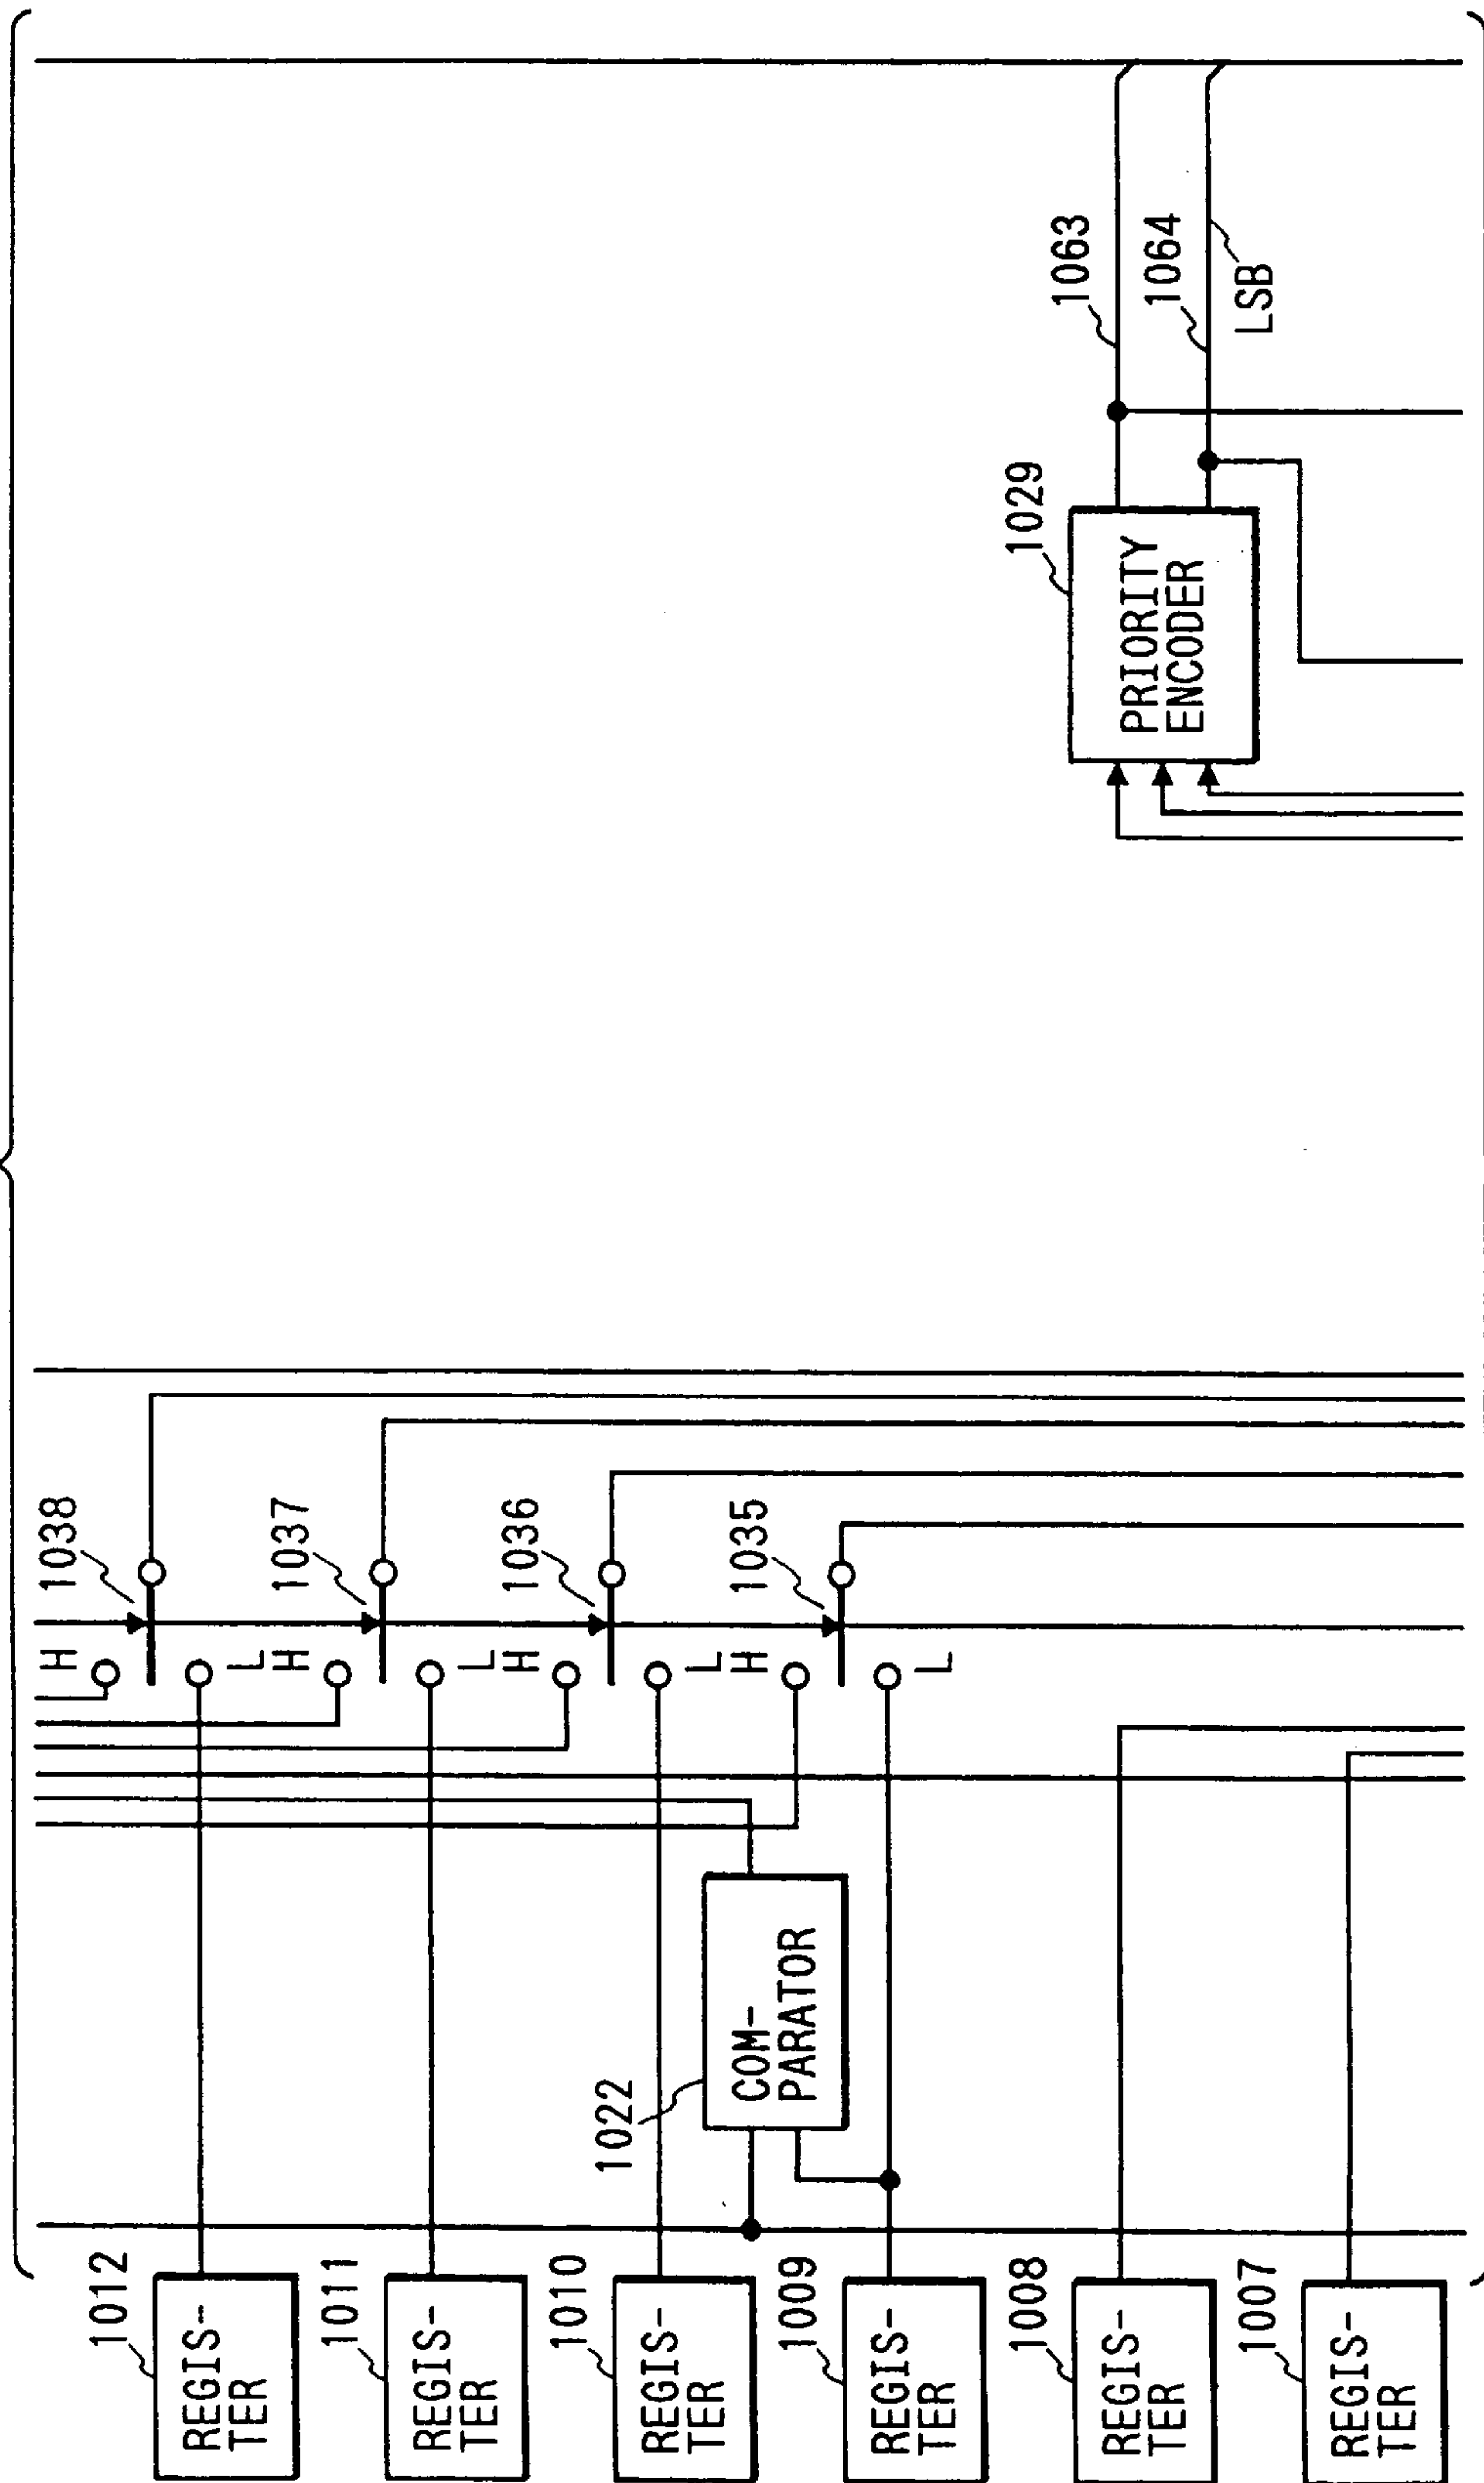 1012
REGIS-
TER
1011
REGIS-
TER
1010
REGIS-
TER
1009
REGIS-
TER
1008
REGIS-
TER
1007
REGIS-
TER
1022
COM-
PARATOR
H
1038
L
H
1037
L
H
1036
L
H
1035
L
1029
PRIORITY
ENCODER
1063
1064
LSB